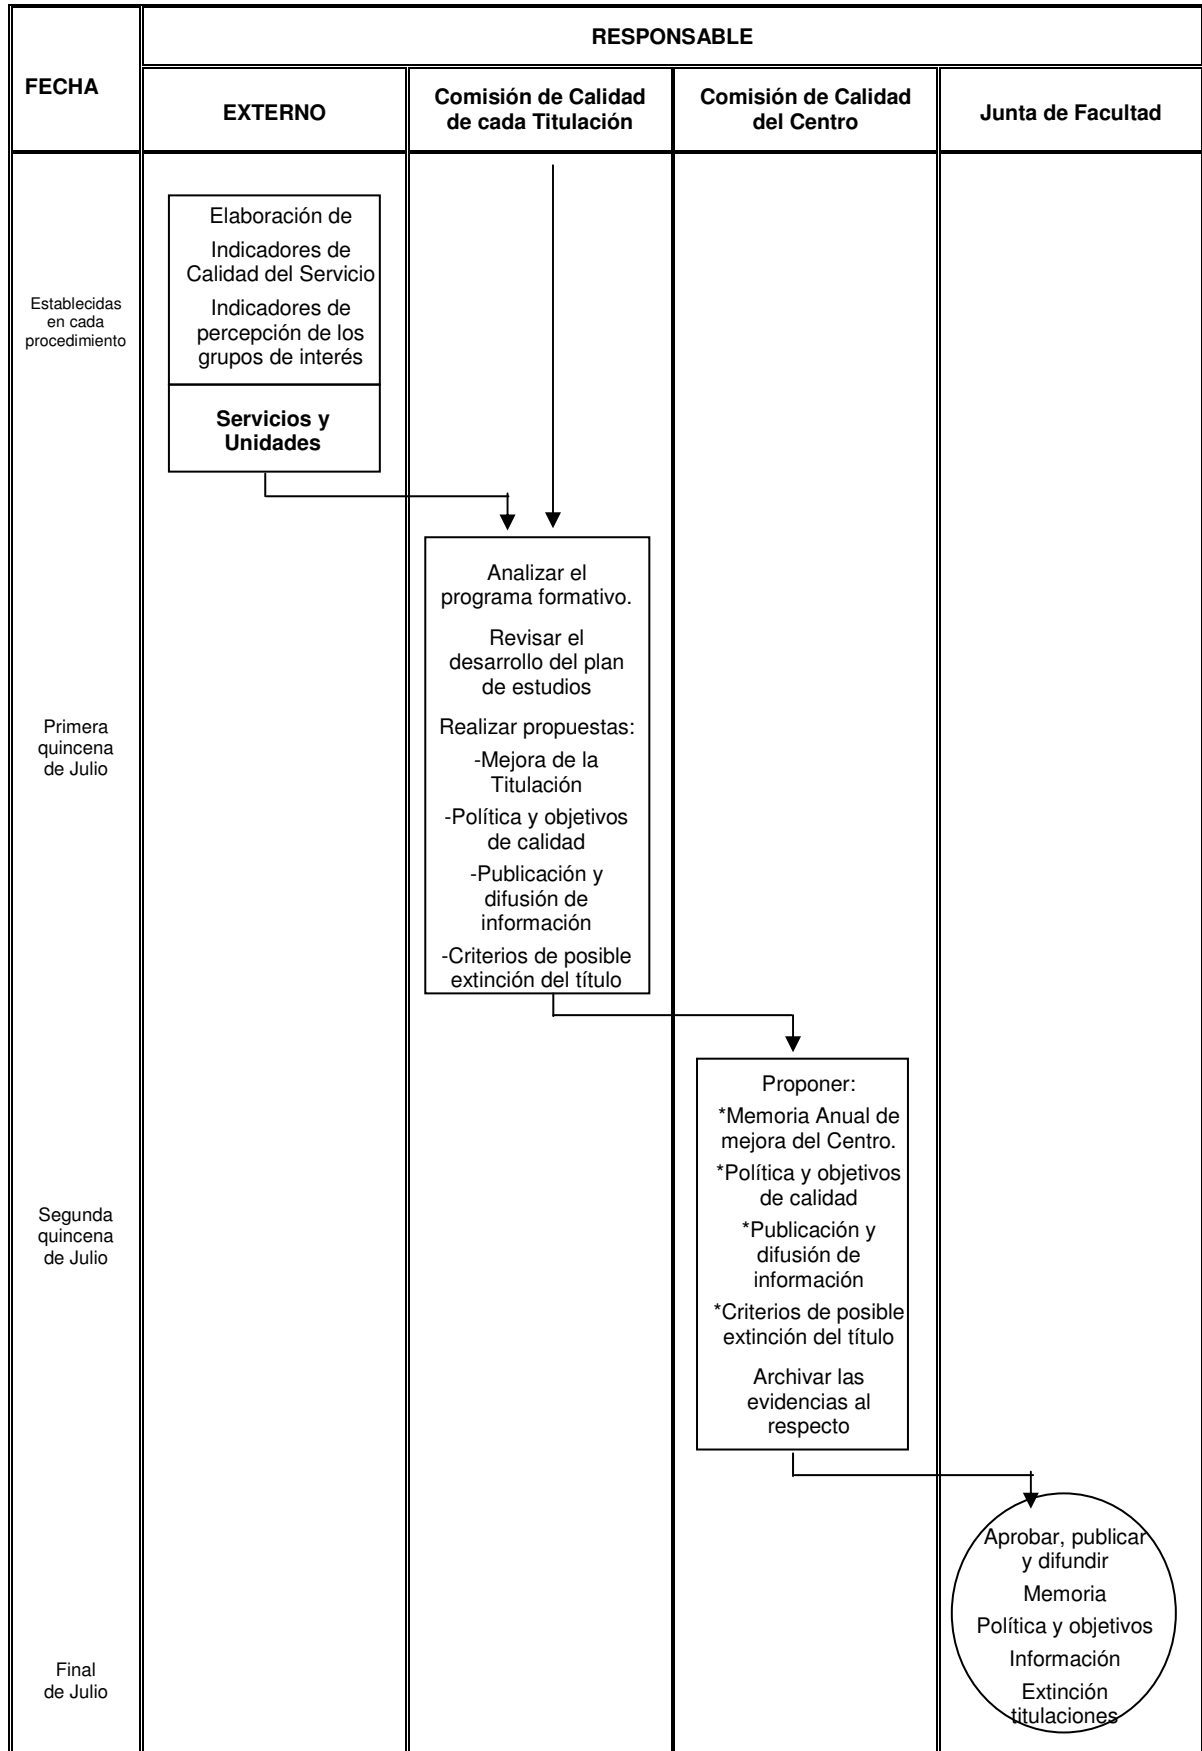 RESPONSABLE
FECHA
EXTERNO
Comisión de Calidad
de cada Titulación
Comisión de Calidad
del Centro
Junta de Facultad
Establecidas
en cada
procedimiento
Elaboración de
Indicadores de
Calidad del Servicio
Indicadores de
percepción de los
grupos de interés
Servicios y
Unidades
Primera
quincena
de Julio
Analizar el
programa formativo.
Revisar el
desarrollo del plan
de estudios
Realizar propuestas:
-Mejora de la
Titulación
-Política y objetivos
de calidad
-Publicación y
difusión de
información
-Criterios de posible
extinción del título
Segunda
quincena
de Julio
Proponer:
*Memoria Anual de
mejora del Centro.
*Política y objetivos
de calidad
*Publicación y
difusión de
información
*Criterios de posible
extinción del título
Archivar las
evidencias al
respecto
Final
de Julio
Aprobar, publicar
y difundir
Memoria
Política y objetivos
Información
Extinción
titulaciones